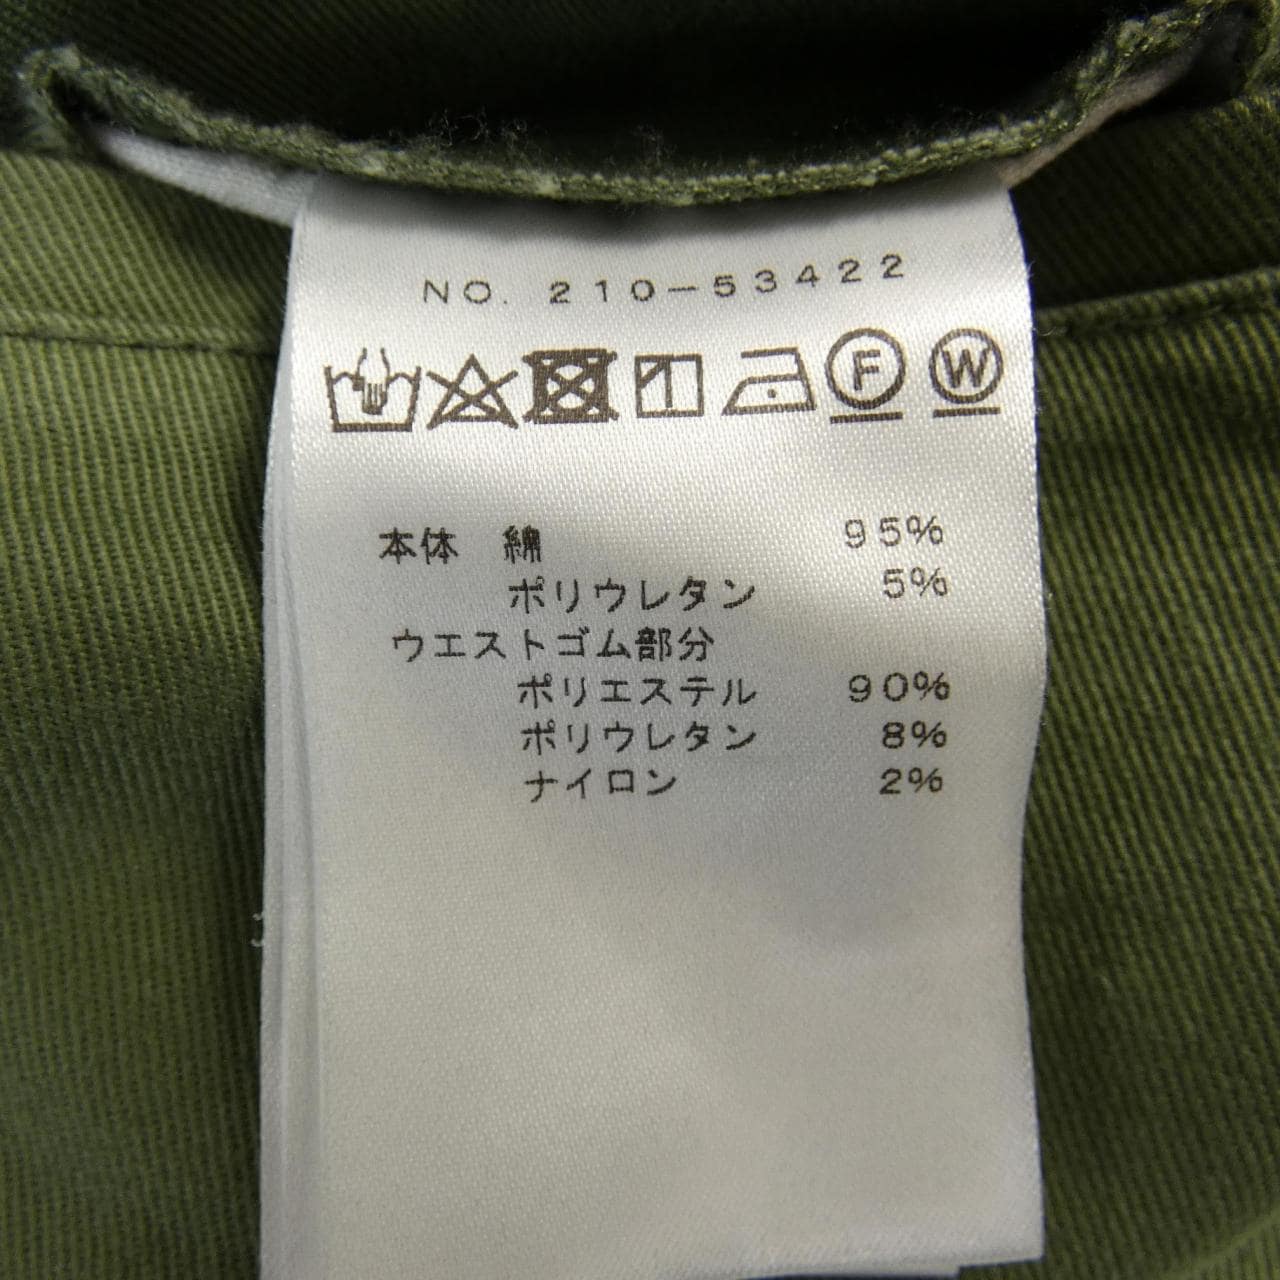 NO. 210-53422
F W
本体 綿 95%
ポリウレタン 5%
ウエストゴム部分
ポリエステル 90%
ポリウレタン 8%
ナイロン 2%